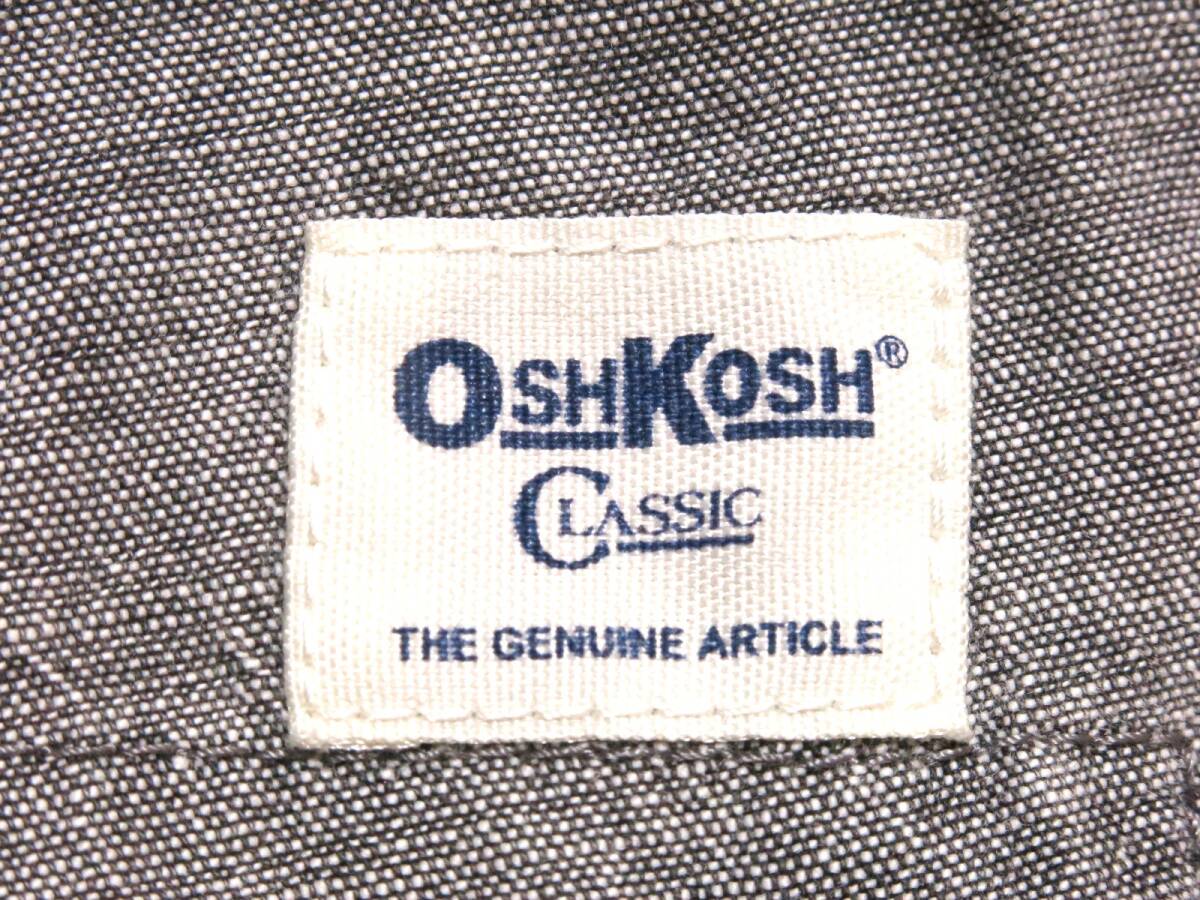 OSHKOSH®
CLASSIC
THE GENUINE ARTICLE